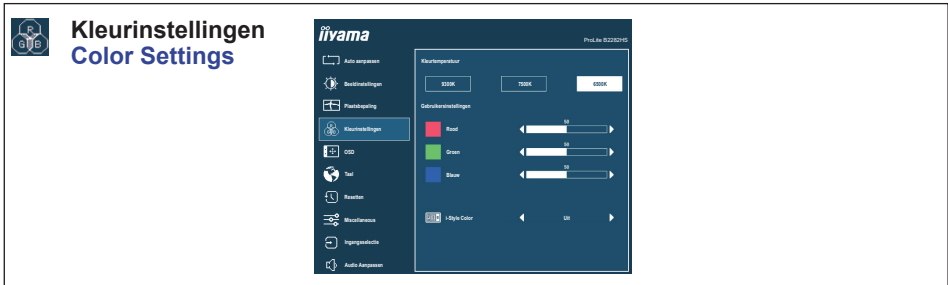 R
G B
Kleurinstellingen
Color Settings
iiyama
ProLite B2282HS
Auto aanpassen
Beeldinstellingen
Plaatsbepaling
Kleurinstellingen
OSD
Taal
Resetten
Miscellaneous
Ingangsselectie
Audio Aanpassen
Kleurtemperatuur
9300K 7500K 6500K
Gebruikersinstellingen
Rood 50
Groen 50
Blauw 50
i-Style Color Uit